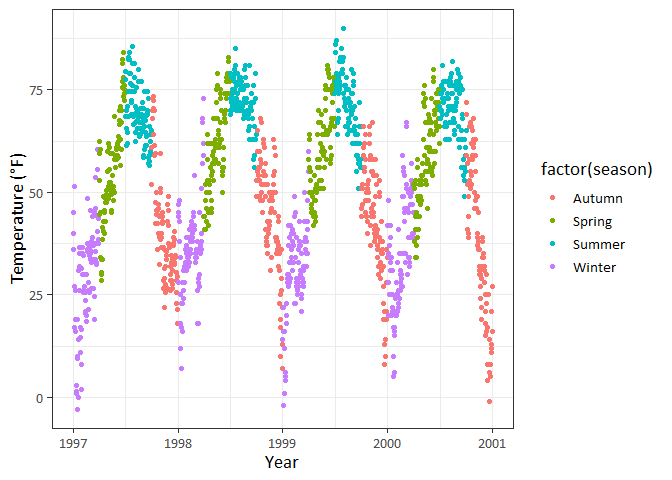 Temperature (°F)
75
50
25
0
1997
1998
1999
2000
2001
Year
factor(season)
Autumn
Spring
Summer
Winter